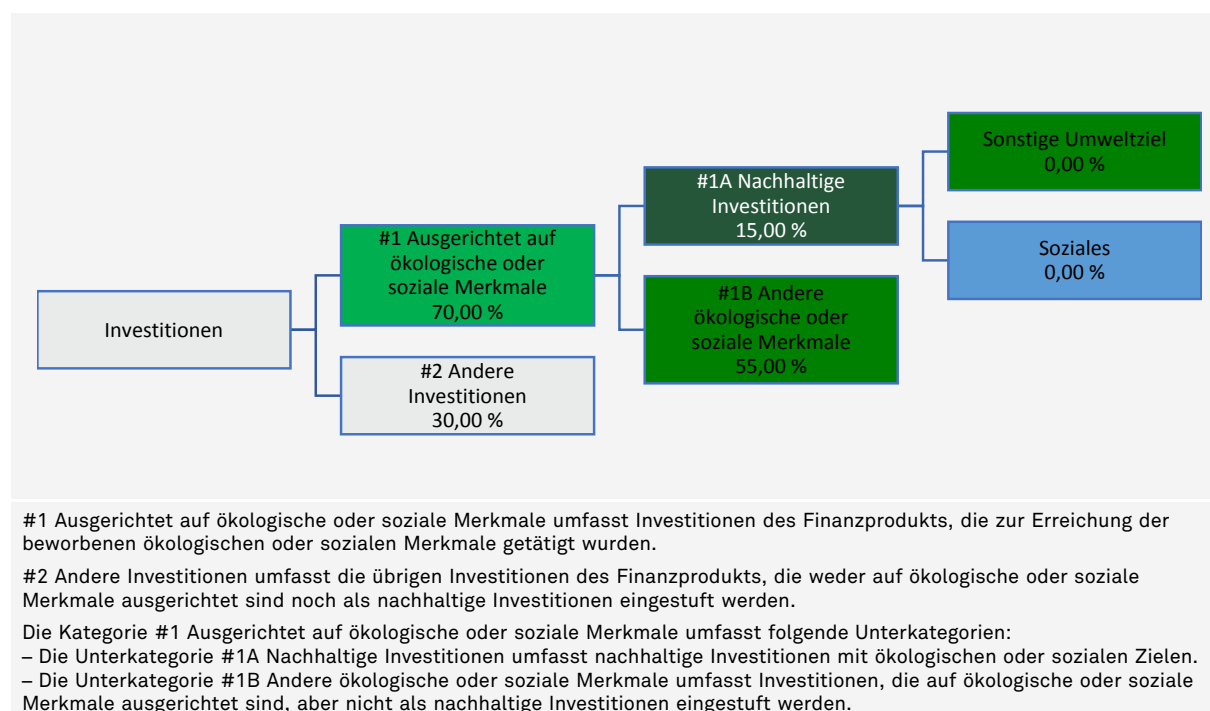 Investitionen
#1 Ausgerichtet auf
ökologische oder
soziale Merkmale
70,00 %
#2 Andere
Investitionen
30,00 %
#1A Nachhaltige
Investitionen
15,00 %
#1B Andere
ökologische oder
soziale Merkmale
55,00 %
Sonstige Umweltziel
0,00 %
Soziales
0,00 %
#1 Ausgerichtet auf ökologische oder soziale Merkmale umfasst Investitionen des Finanzprodukts, die zur Erreichung der
beworbenen ökologischen oder sozialen Merkmale getätigt wurden.
#2 Andere Investitionen umfasst die übrigen Investitionen des Finanzprodukts, die weder auf ökologische oder soziale
Merkmale ausgerichtet sind noch als nachhaltige Investitionen eingestuft werden.
Die Kategorie #1 Ausgerichtet auf ökologische oder soziale Merkmale umfasst folgende Unterkategorien:
– Die Unterkategorie #1A Nachhaltige Investitionen umfasst nachhaltige Investitionen mit ökologischen oder sozialen Zielen.
– Die Unterkategorie #1B Andere ökologische oder soziale Merkmale umfasst Investitionen, die auf ökologische oder soziale
Merkmale ausgerichtet sind, aber nicht als nachhaltige Investitionen eingestuft werden.